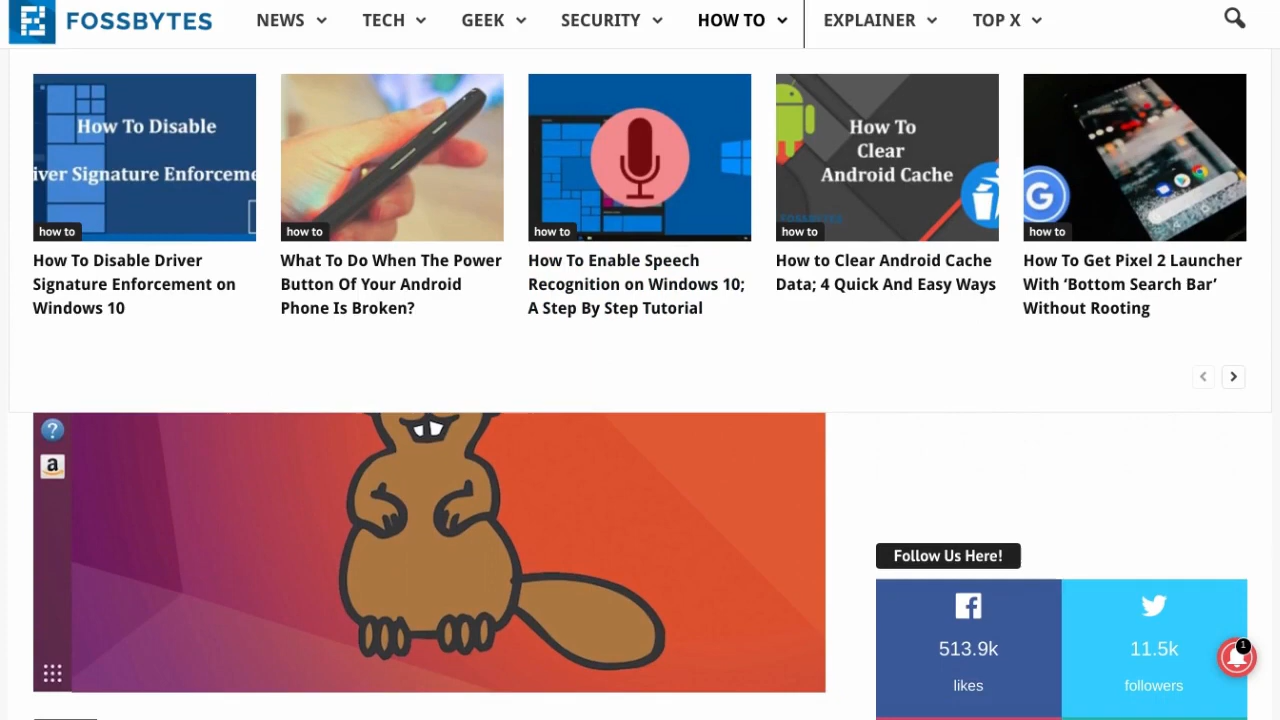 FOSSBYTES
NEWS TECH GEEK SECURITY HOW TO EXPLAINER TOP X
How To Disable
iver Signature Enforceme
how to
How To Disable Driver
Signature Enforcement on
Windows 10
how to
What To Do When The Power
Button Of Your Android
Phone Is Broken?
how to
How To Enable Speech
Recognition on Windows 10;
A Step By Step Tutorial
How To
Clear
Android Cache
FOSSBYTES
how to
How to Clear Android Cache
Data; 4 Quick And Easy Ways
G
how to
How To Get Pixel 2 Launcher
With ‘Bottom Search Bar’
Without Rooting
?
a
Follow Us Here!
513.9k
likes
11.5k
followers
1